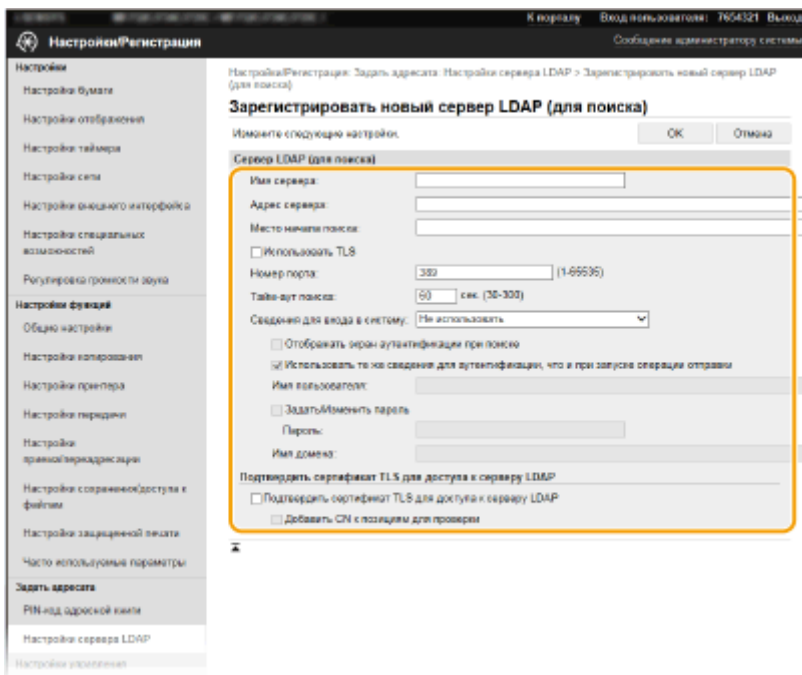 К порталу Вход пользователя: 7654321 Выход
Настройки/Регистрация
Сообщение администратору системы
Настройки
Настройки бумаги
Настройки отображения
Настройки таймера
Настройки сети
Настройки внешнего интерфейса
Настройки специальных
возможностей
Регулировка громкости звука
Настройки функций
Общие настройки
Настройки копирования
Настройки принтера
Настройки передачи
Настройки
приема/переадресации
Настройки сохранения/доступа к
файлам
Настройки защищенной печати
Часто используемые параметры
Задать адресата
PIN-код адресной книги
Настройки сервера LDAP
Настройки управления
Настройки/Регистрация: Задать адресата: Настройки сервера LDAP > Зарегистрировать новый сервер LDAP
(для поиска)
Зарегистрировать новый сервер LDAP (для поиска)
Измените следующие настройки.
OK Отмена
Сервер LDAP (для поиска)
Имя сервера:
Адрес сервера:
Место начала поиска:
Использовать TLS
Номер порта: 389 (1-65535)
Тайм-аут поиска: 60 сек. (30-300)
Сведения для входа в систему: Не использовать
Отображать экран аутентификации при поиске
Использовать те же сведения для аутентификации, что и при запуске операции отправки
Имя пользователя:
Задать/Изменить пароль
Пароль:
Имя домена:
Подтвердить сертификат TLS для доступа к серверу LDAP
Подтвердить сертификат TLS для доступа к серверу LDAP
Добавить CN к позициям для проверки